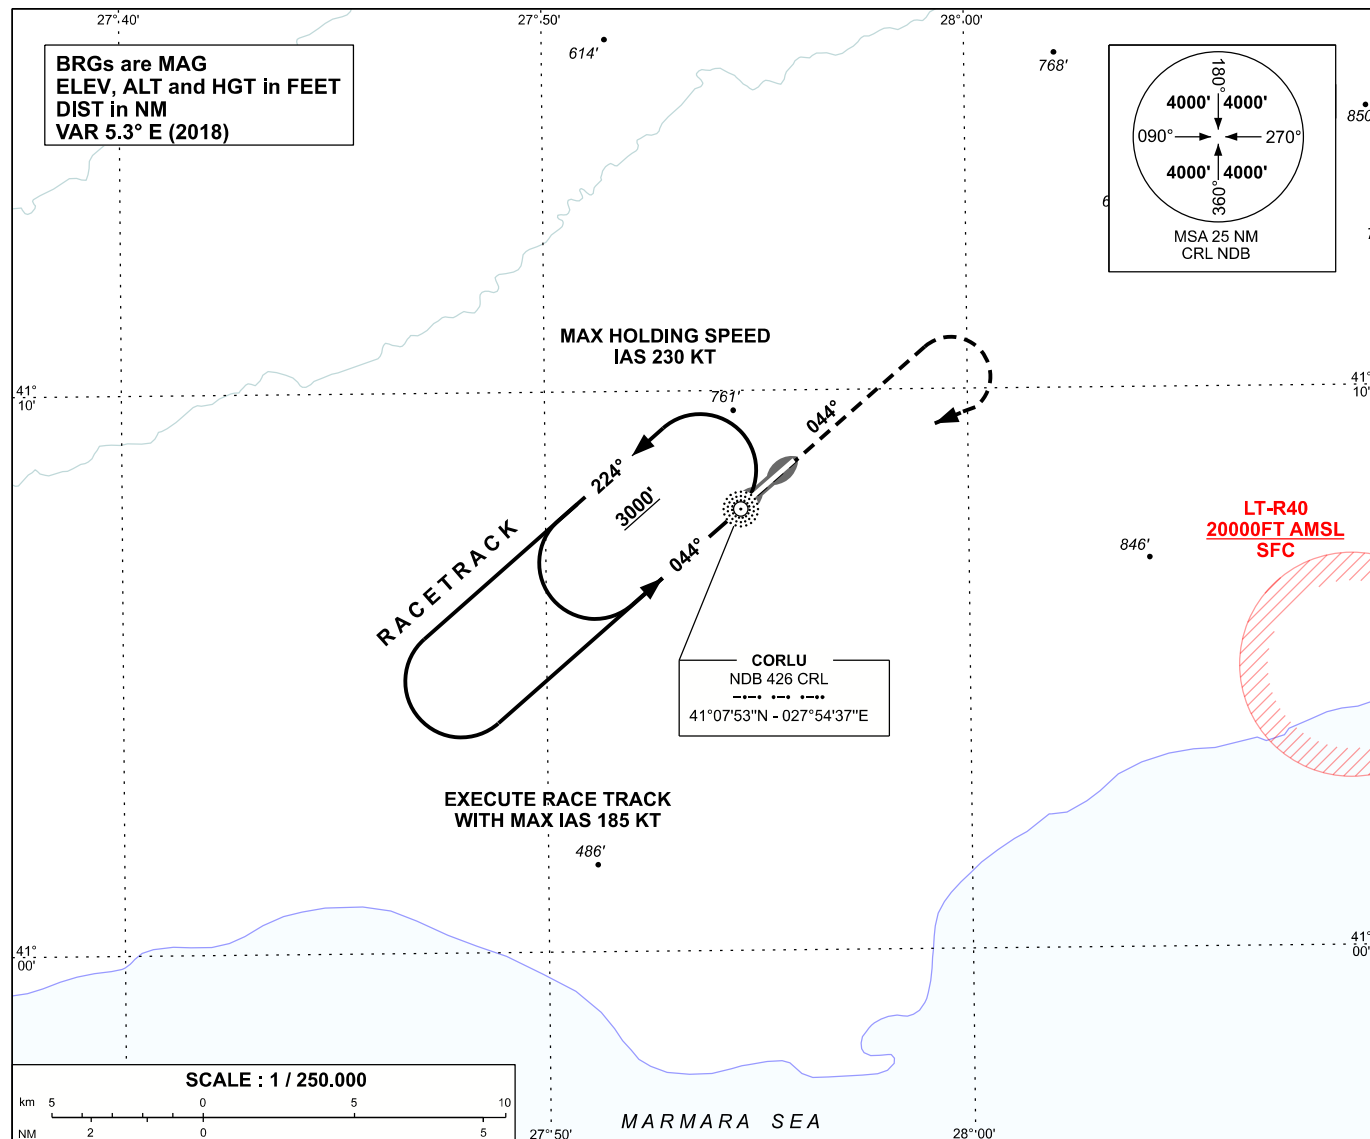 27°40'
27°50'
28°00'
BRGs are MAG
ELEV, ALT and HGT in FEET
DIST in NM
VAR 5.3° E (2018)
614'
768'
850
180°
4000' 4000'
090° 270°
4000' 4000'
360°
MSA 25 NM
CRL NDB
MAX HOLDING SPEED
IAS 230 KT
41°
10'
41°
10'
761'
044°
224°
3000'
044°
RACETRACK
LT-R40
20000FT AMSL
SFC
846'
CORLU
NDB 426 CRL
41°07'53"N - 027°54'37"E
EXECUTE RACE TRACK
WITH MAX IAS 185 KT
486'
41°
00'
41°
00'
SCALE : 1 / 250.000
km 5 0 5 10
NM 2 0 5
MARMARA SEA
27°50'
28°00'